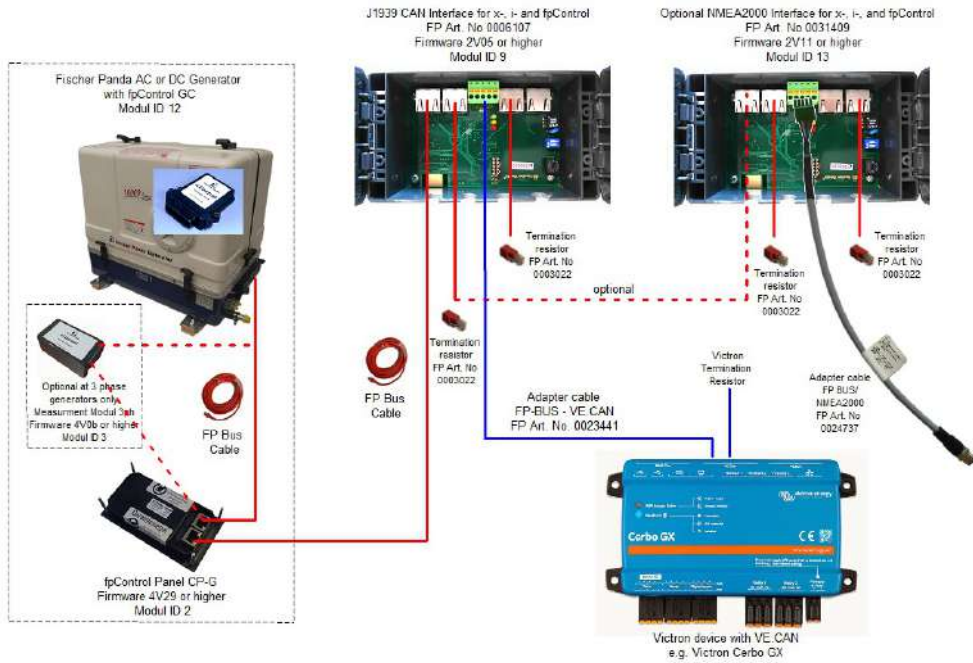 J1939 CAN Interface for x-, i- and fpControl
FP Art. No 0006107
Firmware 2V05 or higher
Modul ID 9
Optional NMEA2000 Interface for x-, i-, and fpControl
FP Art. No 0031409
Firmware 2V11 or higher
Modul ID 13
Fischer Panda AC or DC Generator
with fpControl GC
Modul ID 12
Termination
resistor
FP Art. No
0003022
Termination
resistor
FP Art. No
0003022
Termination
resistor
FP Art. No
0003022
optional
Termination
resistor
FP Art. No
0003022
FP Bus
Cable
Optional at 3 phase
generators only
Measurment Modul 3ph
Firmware 4V0b or higher
Modul ID 3
FP Bus
Cable
Victron
Termination
Resistor
Adapter cable
FP-BUS - VE.CAN
FP Art. No. 0023441
Adapter cable
FP BUS/
NMEA2000
FP Art. No
0024737
Cerbo GX
victron energy
fpControl Panel CP-G
Firmware 4V29 or higher
Modul ID 2
Victron device with VE.CAN
e.g. Victron Cerbo GX